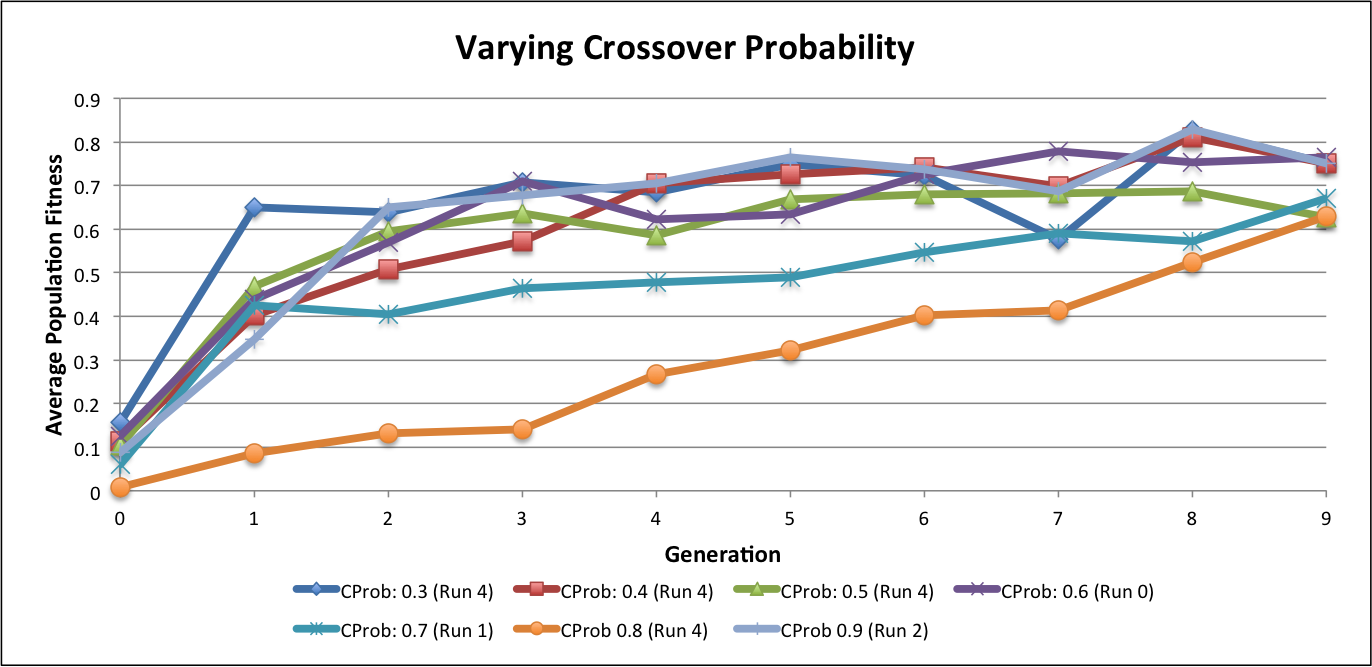 Varying Crossover Probability
Average Population Fitness
0.9
0.8
0.7
0.6
0.5
0.4
0.3
0.2
0.1
0
0 1 2 3 4 5 6 7 8 9
Generation
CProb: 0.3 (Run 4) CProb: 0.4 (Run 4) CProb: 0.5 (Run 4) CProb: 0.6 (Run 0)
CProb: 0.7 (Run 1) CProb 0.8 (Run 4) CProb 0.9 (Run 2)